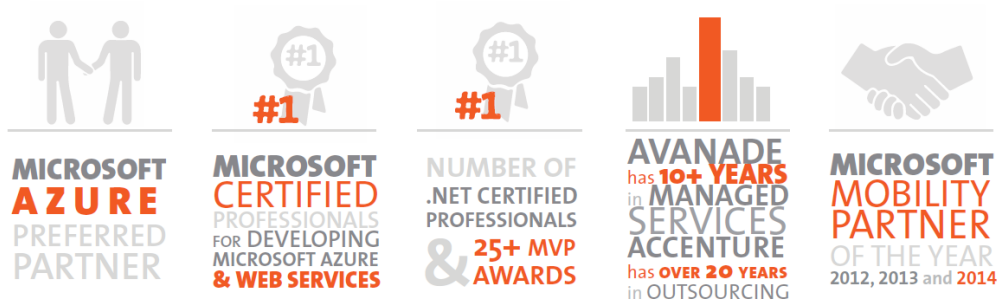 MICROSOFT
AZURE
PREFERRED
PARTNER
#1
#1
MICROSOFT
CERTIFIED
PROFESSIONALS
FOR DEVELOPING
MICROSOFT AZURE
& WEB SERVICES
#1
#1
NUMBER OF
.NET CERTIFIED
PROFESSIONALS
& 25+ MVP
AWARDS
AVANADE
has 10+ YEARS
in MANAGED
SERVICES
ACCENTURE
has OVER 20 YEARS
in OUTSOURCING
MICROSOFT
MOBILITY
PARTNER
OF THE YEAR
2012, 2013 and 2014